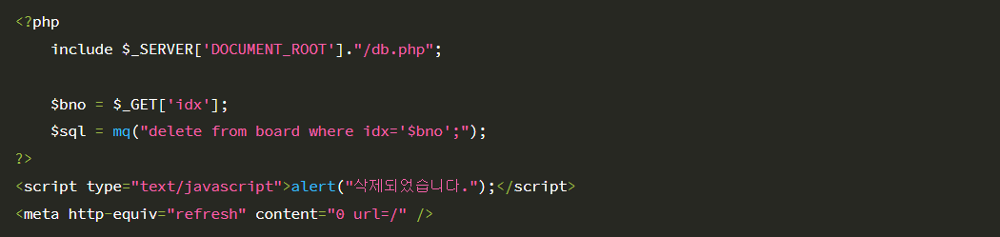 <?php
    include $_SERVER['DOCUMENT_ROOT']."/db.php";
    $bno = $_GET['idx'];
    $sql = mq("delete from board where idx='$bno';");
?>
<script type="text/javascript">alert("삭제되었습니다.");</script>
<meta http-equiv="refresh" content="0 url=/" />